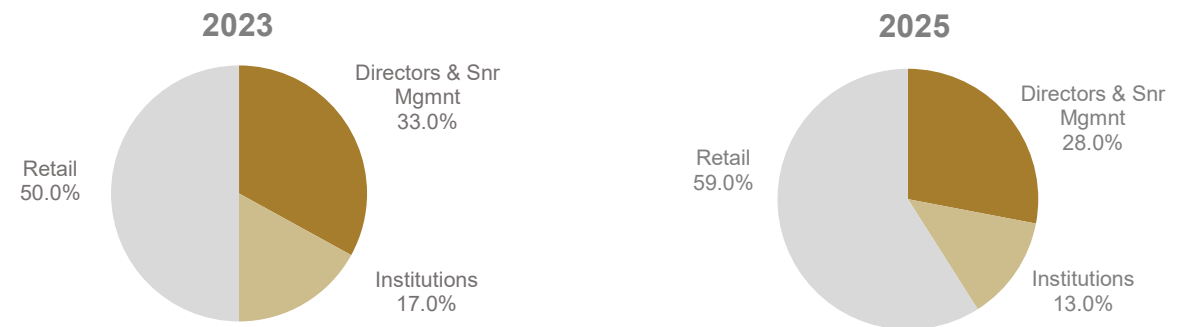 2023
Directors & Snr
Mgmnt
33.0%
Retail
50.0%
Institutions
17.0%
2025
Directors & Snr
Mgmnt
28.0%
Retail
59.0%
Institutions
13.0%